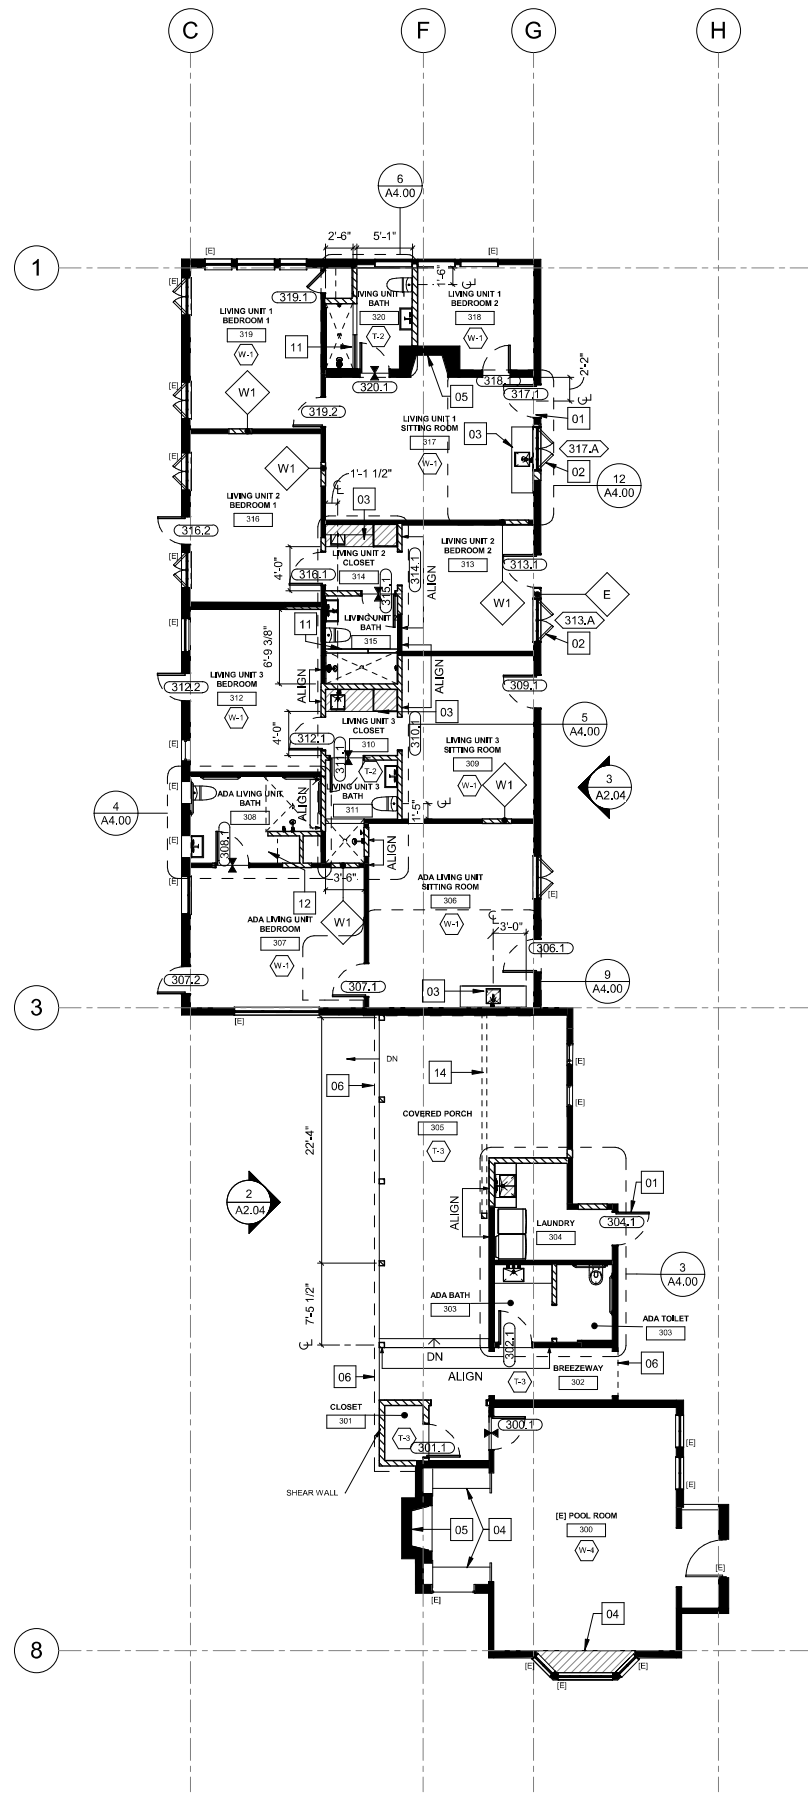 C
F
G
H
6
A4.00
2'-6"
5'-1"
[E]
[E]
1
1'-6"
319.1
LIVING UNIT 1
BATH
320
T-2
LIVING UNIT 1
BEDROOM 2
318
W-1
LIVING UNIT 1
BEDROOM 1
319
W-1
[E]
11
2'-2"
320.1
318.1
317.1
W1
05
01
[E]
319.2
LIVING UNIT 1
SITTING ROOM
317
W-1
03
317.A
02
12
A4.00
[E]
W1
1'-1 1/2"
03
LIVING UNIT 2
BEDROOM 1
316
316.2
LIVING UNIT 2
CLOSET
314
314.1
LIVING UNIT 2
BEDROOM 2
313
313.1
4'-0"
316.1
315.1
ALIGN
[E]
W1
E
313.A
02
11
LIVING UNIT 2
BATH
315
[E]
6'-9 3/8"
ALIGN
ALIGN
LIVING UNIT 3
BEDROOM
312
W-1
312.2
309.1
03
5
A4.00
4'-0"
312.1
LIVING UNIT 3
CLOSET
310
310.1
311.1
T-2
LIVING UNIT 3
SITTING ROOM
309
W-1
W1
3
A2.04
[E]
[E]
LIVING UNIT 3
BATH
311
1'-5"
4
A4.00
ADA LIVING UNIT
BATH
308
ALIGN
308.1
ALIGN
[E]
3'-6"
12
W1
ADA LIVING UNIT
SITTING ROOM
306
W-1
[E]
[E]
ADA LIVING UNIT
BEDROOM
307
W-1
3'-0"
306.1
307.2
307.1
03
9
A4.00
3
[E]
DN
06
14
[E]
[E]
COVERED PORCH
305
T-3
22'-4"
2
A2.04
ALIGN
01
LAUNDRY
304
304.1
3
A4.00
7'-5 1/2"
ADA BATH
303
ADA TOILET
303
302.1
DN
ALIGN
BREEZEWAY
302
T-3
06
06
CLOSET
301
T-3
301.1
300.1
[E]
SHEAR WALL
[E]
05
04
[E] POOL ROOM
300
W-4
[E]
[E]
[E]
[E]
04
8
[E]
[E]
[E]